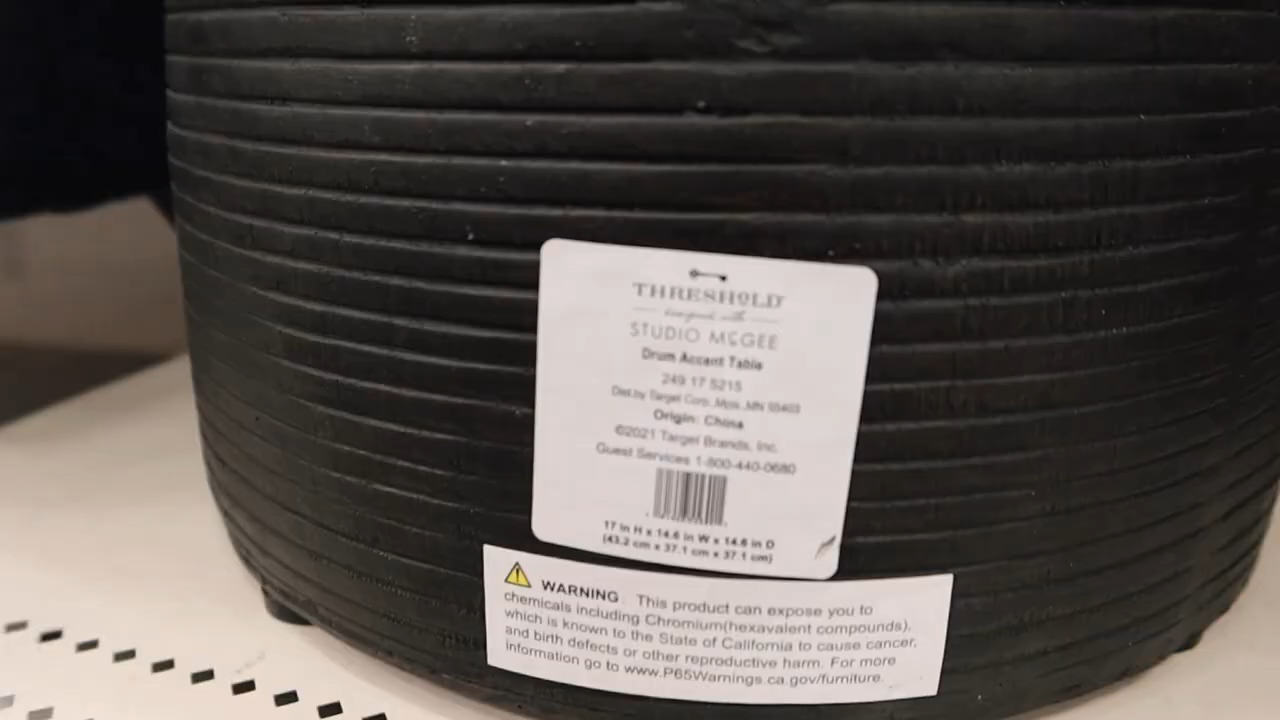 THRESHOLD
designed with
STUDIO McGEE
Drum Accent Table
249 17 5215
Dist.by Target Corp.,Mpls.,MN 55403
Origin: China
©2021 Target Brands, Inc.
Guest Services 1-800-440-0680
17 in H x 14.6 in W x 14.6 in D
(43.2 cm x 37.1 cm x 37.1 cm)
WARNING This product can expose you to
chemicals including Chromium(hexavalent compounds),
which is known to the State of California to cause cancer,
and birth defects or other reproductive harm. For more
information go to www.P65Warnings.ca.gov/furniture.